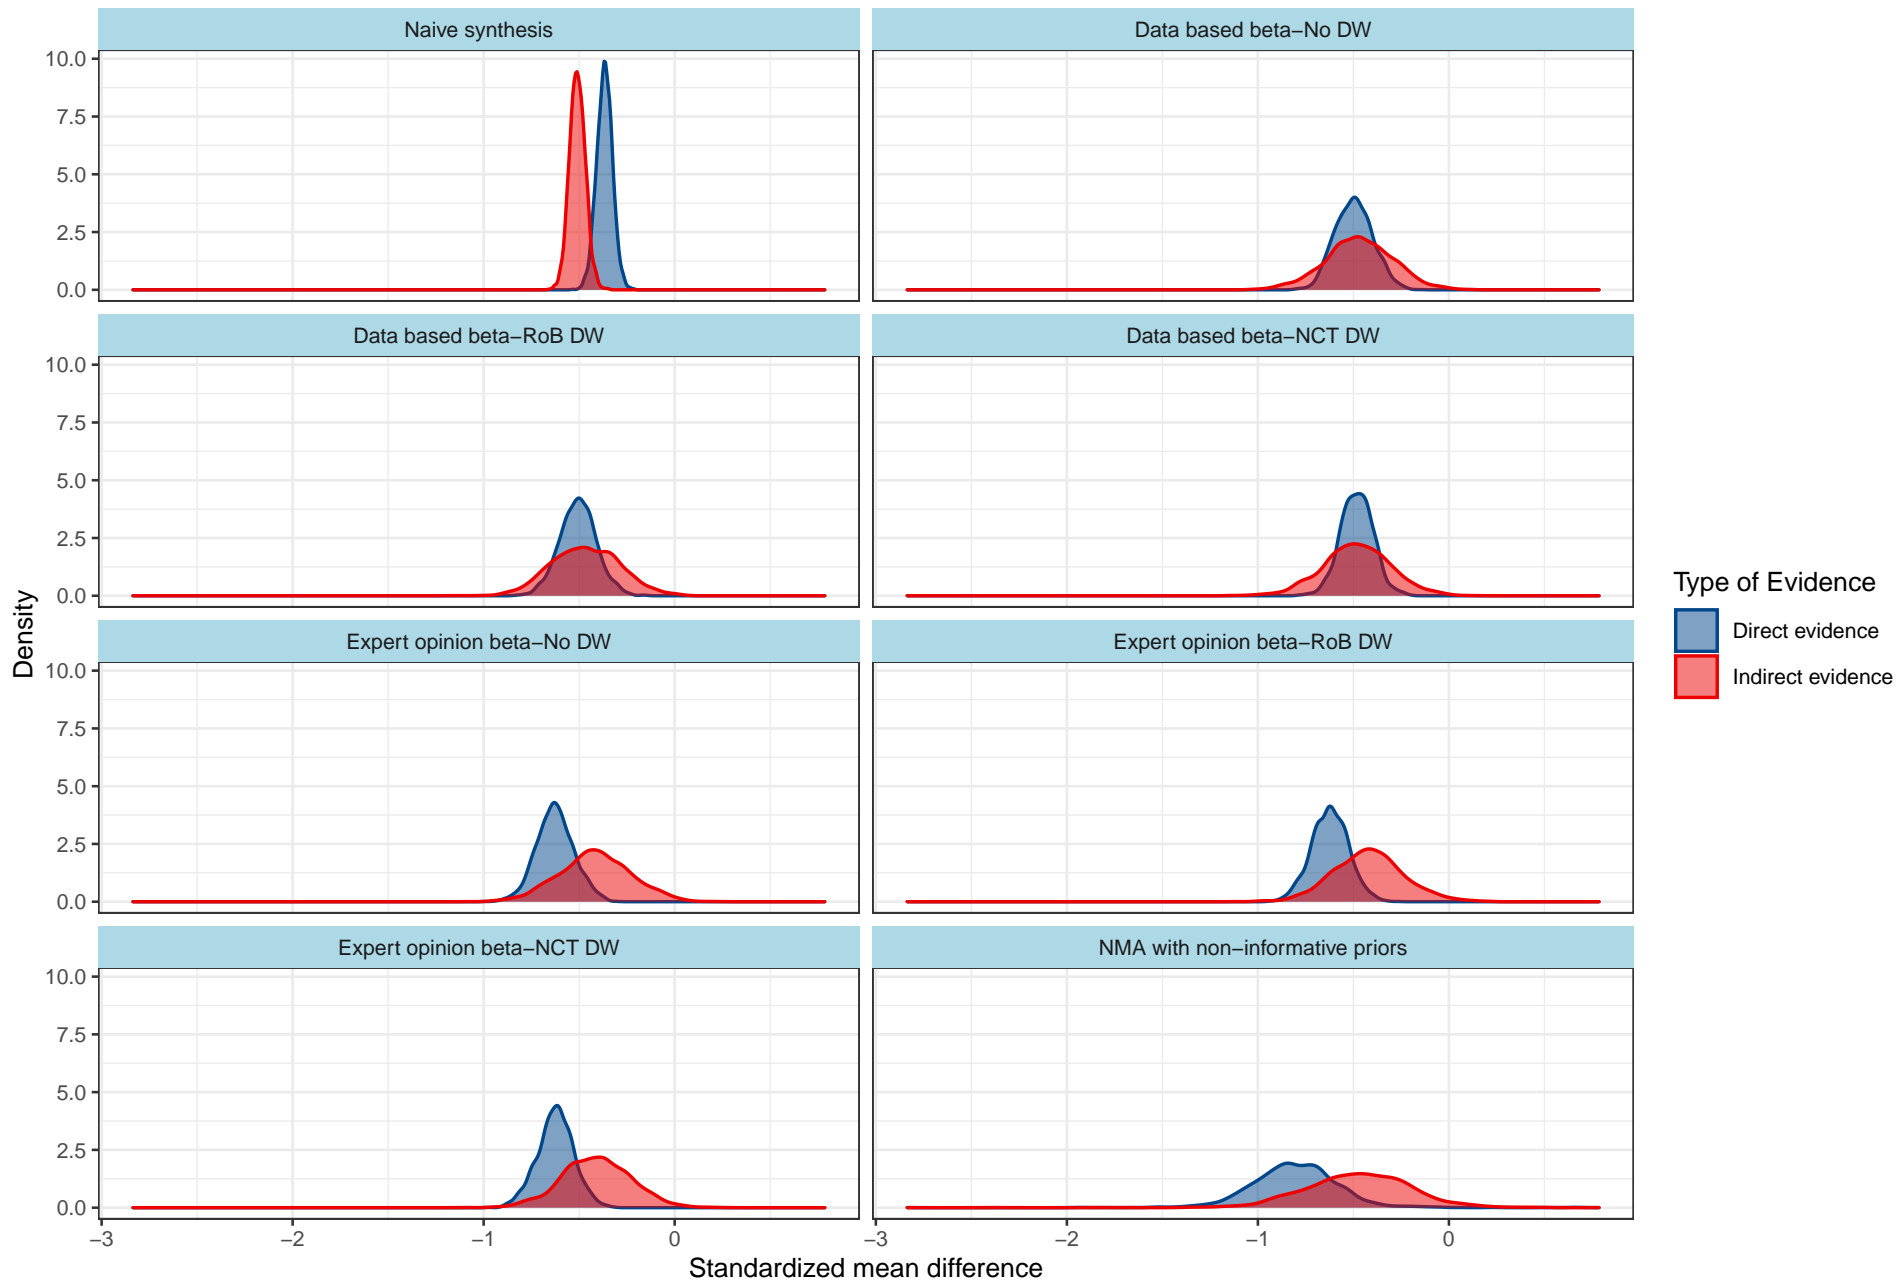 Naive synthesis
Data based beta−No DW
10.0
7.5
5.0
2.5
0.0
Data based beta−RoB DW
Data based beta−NCT DW
10.0
7.5
5.0
2.5
0.0
Expert opinion beta−No DW
Expert opinion beta−RoB DW
10.0
7.5
5.0
2.5
0.0
Expert opinion beta−NCT DW
NMA with non−informative priors
10.0
7.5
5.0
2.5
0.0
−3 −2 −1 0
−3 −2 −1 0
Standardized mean difference
Density
Type of Evidence
Direct evidence
Indirect evidence